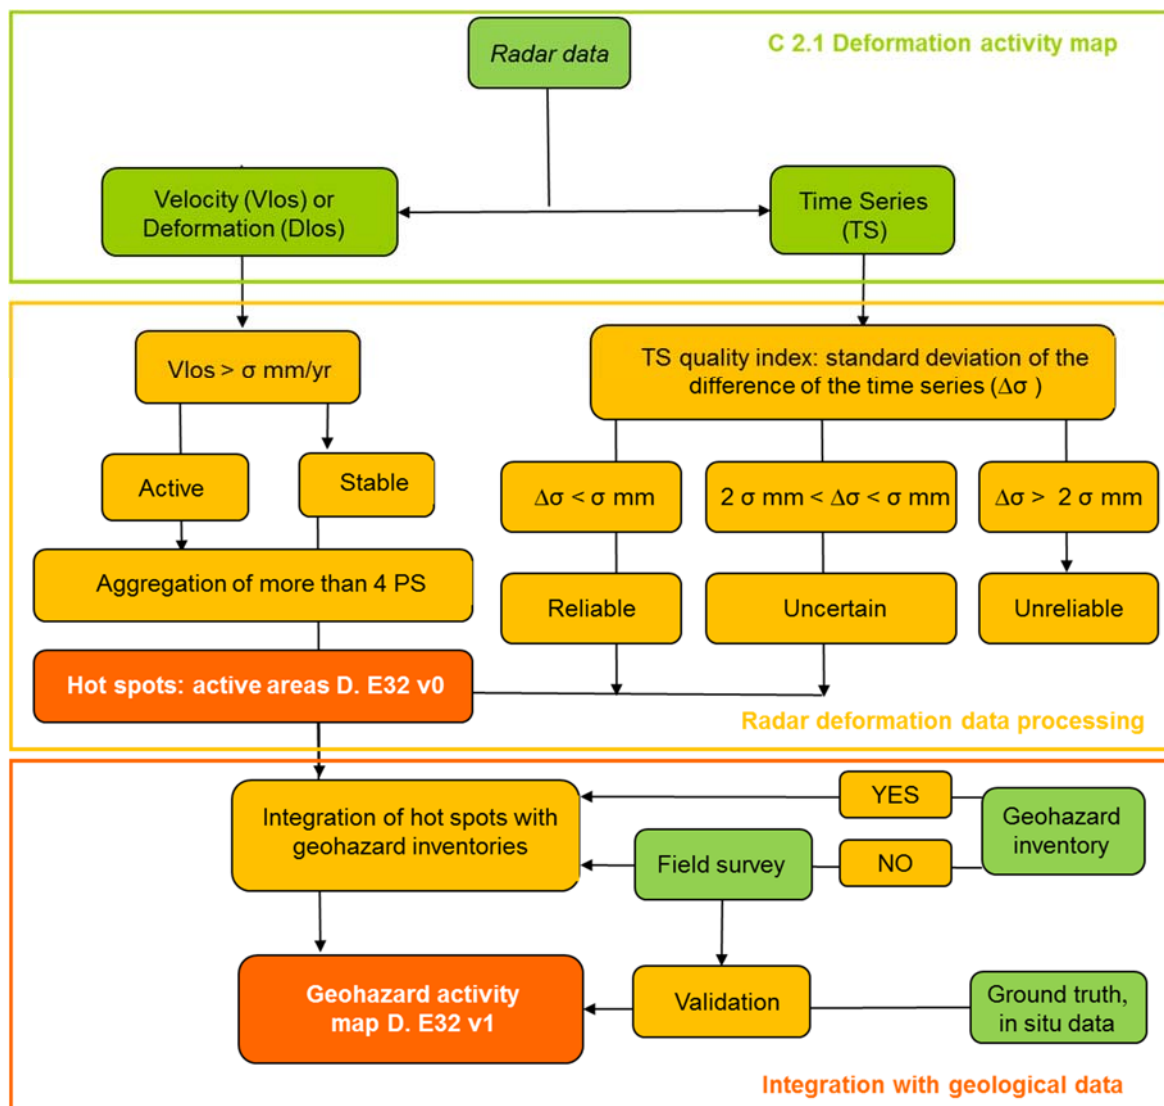 C 2.1 Deformation activity map
Radar data
Velocity (Vlos) or
Deformation (Dlos)
Time Series
(TS)
Vlos > σ mm/yr
TS quality index: standard deviation of the
difference of the time series (Δσ )
Active
Stable
Δσ < σ mm
2 σ mm < Δσ < σ mm
Δσ > 2 σ mm
Aggregation of more than 4 PS
Reliable
Uncertain
Unreliable
Hot spots: active areas D. E32 v0
Radar deformation data processing
Integration of hot spots with
geohazard inventories
YES
Geohazard
inventory
Field survey
NO
Geohazard activity
map D. E32 v1
Validation
Ground truth,
in situ data
Integration with geological data